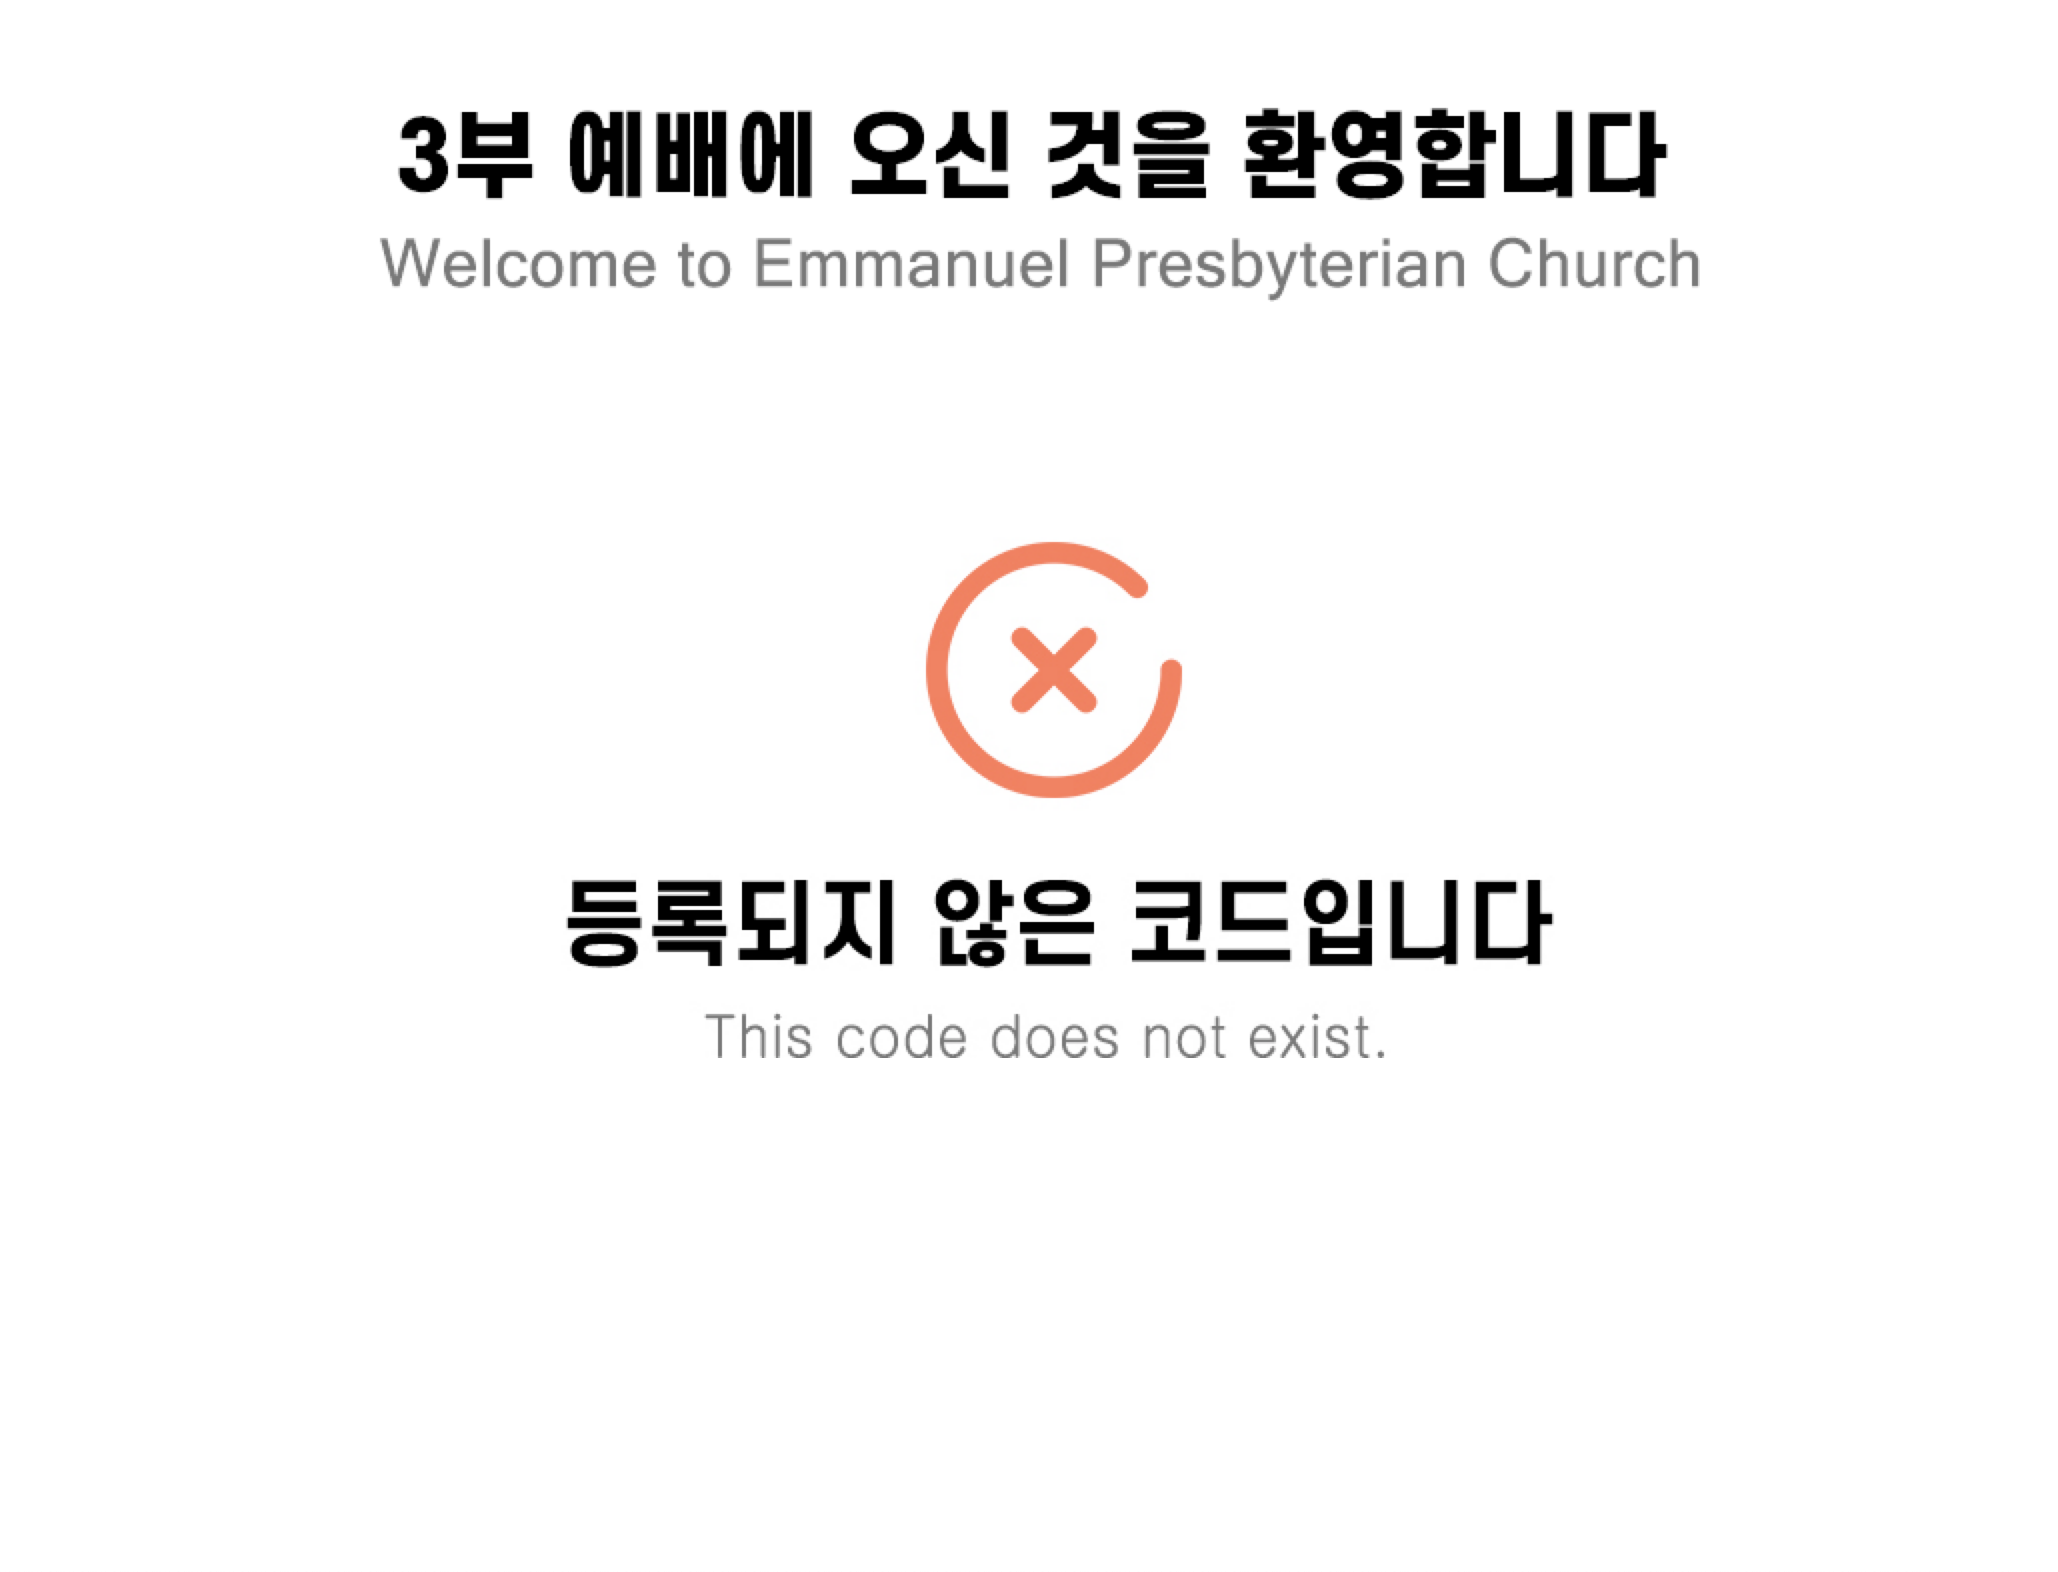 3부 예배에 오신 것을 환영합니다
Welcome to Emmanuel Presbyterian Church
등록되지 않은 코드입니다
This code does not exist.